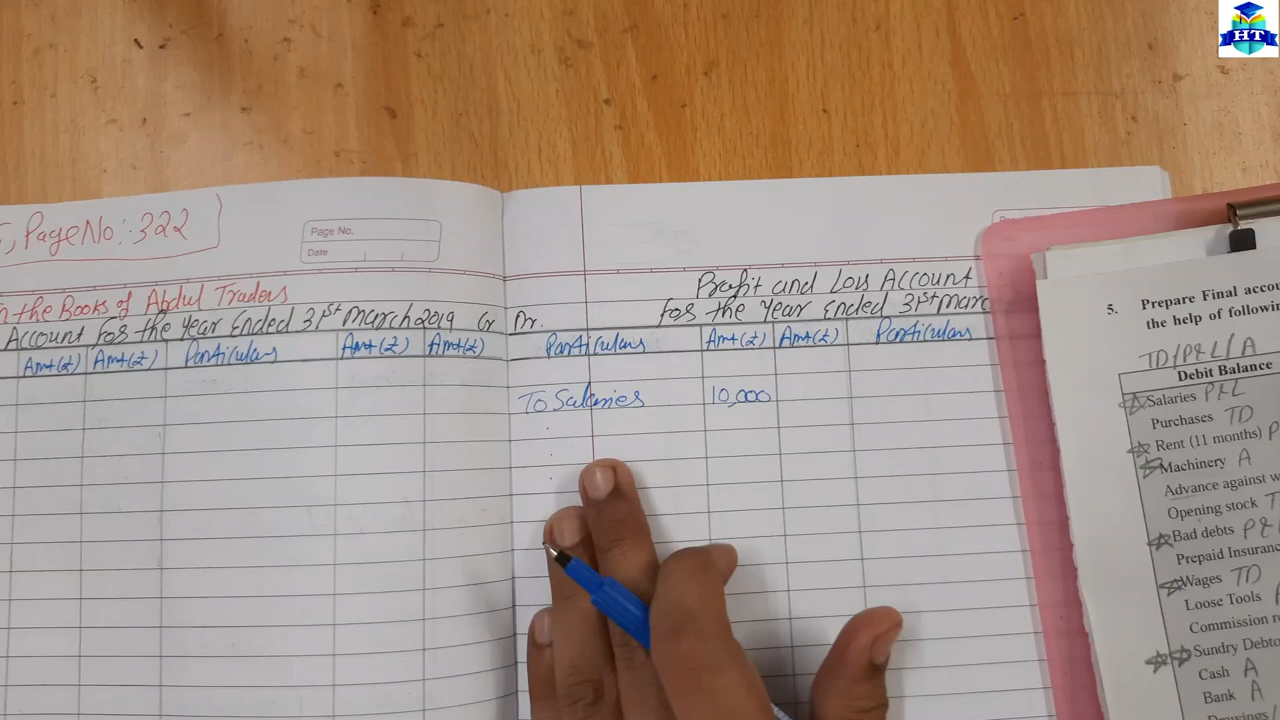 HT
Page No:- 322
Page No.
Date
In the Books of Abdul Traders
Account for the Year Ended 31st March 2019 Cr
Amt(₹) Amt(₹) Particulars Amt(₹) Amt(₹)
Profit and Loss Account
Dr. for the Year Ended 31st Marc
Particulars Amt(₹) Amt(₹) Particulars
To Salaries 10,000
5. Prepare Final accou
the help of followi
TD/P&L/A
Debit Balance
Salaries P&L
Purchases TD
Rent (11 months) P
Machinery A
Advance against w
Opening stock T
Bad debts P&
Prepaid Insuranc
Wages TD
Loose Tools
Commission re
Sundry Debto
Cash A
Bank A
Drawings/